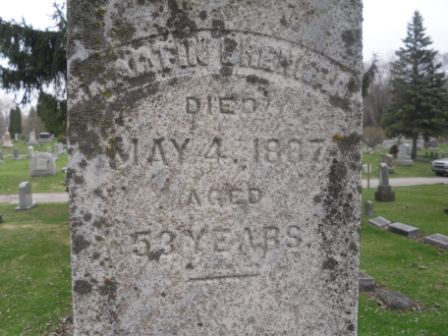 DIED
MAY 4, 1887
AGED
53 YEARS